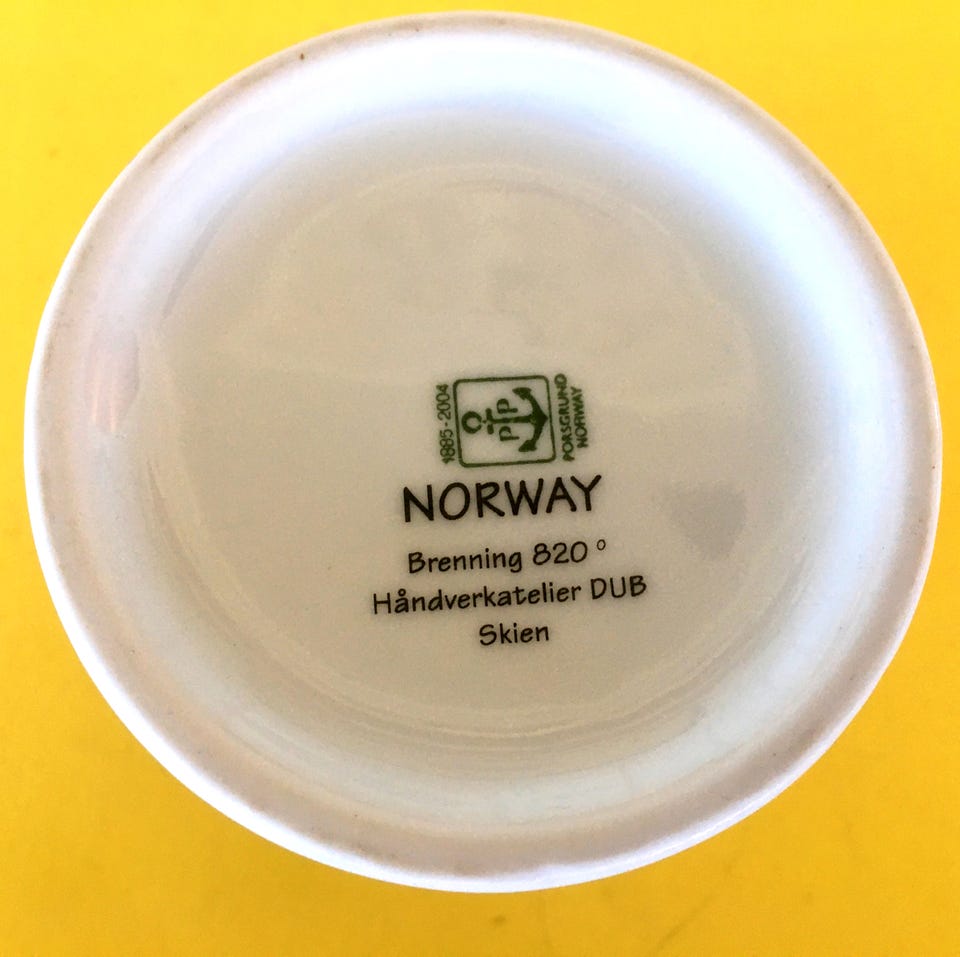 1885-2004
PP
PORSGRUND
NORWAY
NORWAY
Brenning 820 °
Håndverkatelier DUB
Skien